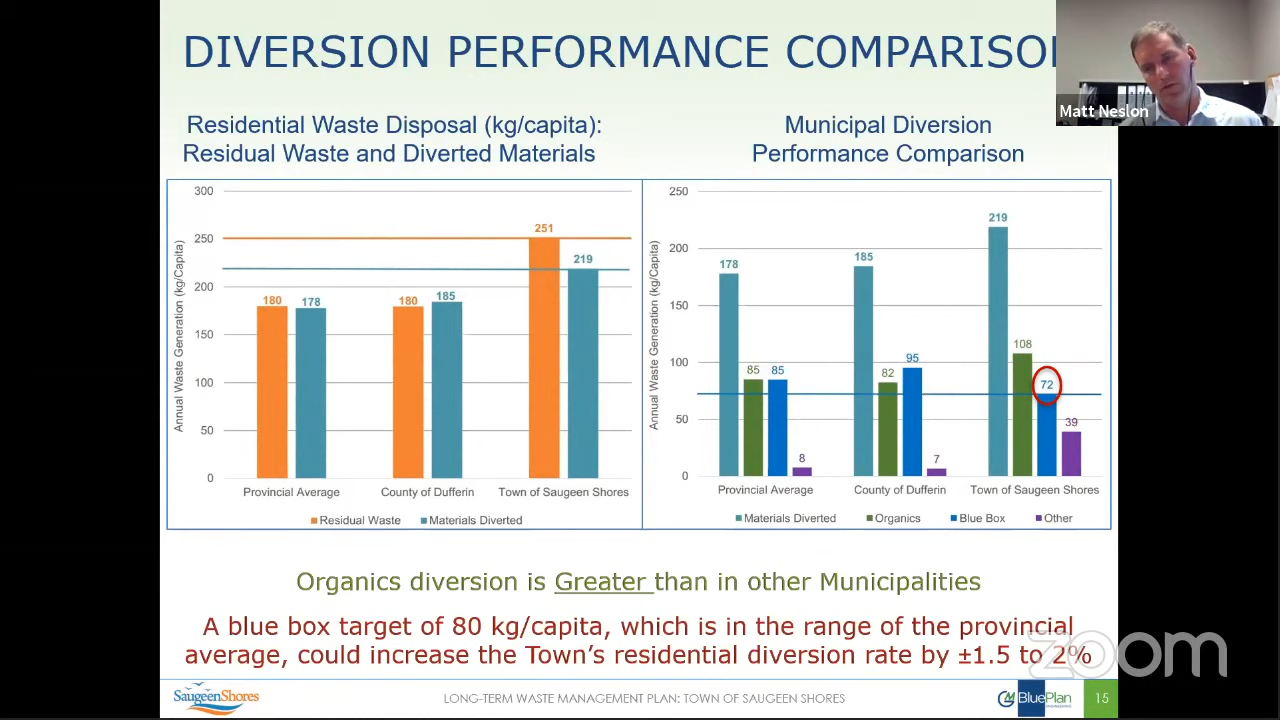 DIVERSION PERFORMANCE COMPARISON
Matt Neslon
Residential Waste Disposal (kg/capita):
Residual Waste and Diverted Materials
Municipal Diversion
Performance Comparison
Annual Waste Generation (kg/Capita)
300
250
200
150
100
50
0
180
178
180
185
251
219
Provincial Average
County of Dufferin
Town of Saugeen Shores
Residual Waste
Materials Diverted
Annual Waste Generation (kg/Capita)
250
200
150
100
50
0
178
85
85
8
185
82
95
7
219
108
72
39
Provincial Average
County of Dufferin
Town of Saugeen Shores
Materials Diverted
Organics
Blue Box
Other
Organics diversion is Greater than in other Municipalities
A blue box target of 80 kg/capita, which is in the range of the provincial
average, could increase the Town's residential diversion rate by ±1.5 to 2%
zoom
SaugeenShores
LONG-TERM WASTE MANAGEMENT PLAN: TOWN OF SAUGEEN SHORES
GM BluePlan
ENGINEERING
15